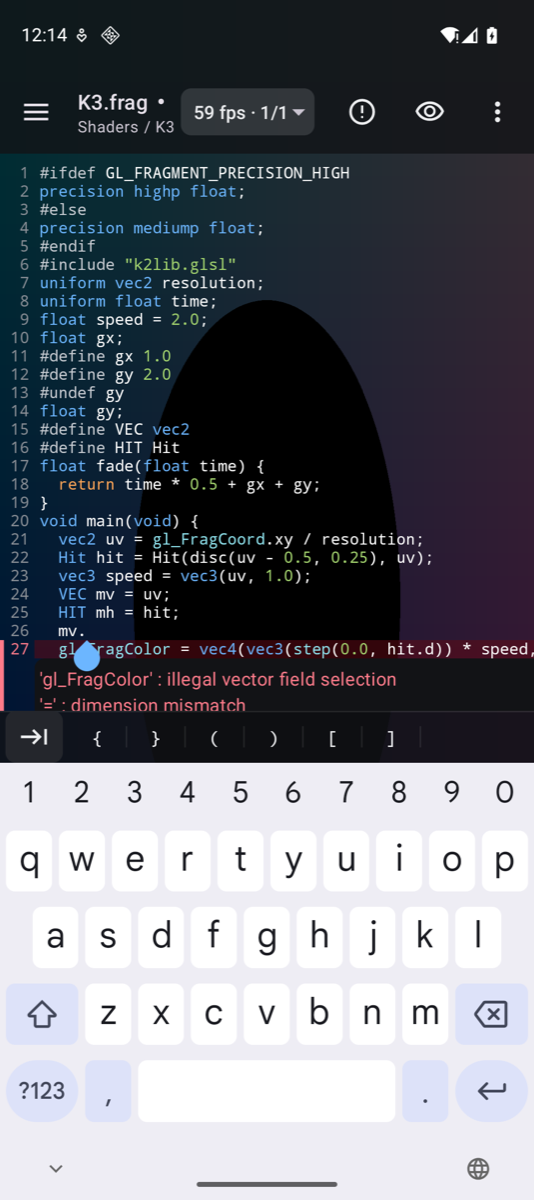 12:14
K3.frag •
Shaders / K3
59 fps · 1/1
1 #ifdef GL_FRAGMENT_PRECISION_HIGH
2 precision highp float;
3 #else
4 precision mediump float;
5 #endif
6 #include "k2lib.glsl"
7 uniform vec2 resolution;
8 uniform float time;
9 float speed = 2.0;
10 float gx;
11 #define gx 1.0
12 #define gy 2.0
13 #undef gy
14 float gy;
15 #define VEC vec2
16 #define HIT Hit
17 float fade(float time) {
18   return time * 0.5 + gx + gy;
19 }
20 void main(void) {
21   vec2 uv = gl_FragCoord.xy / resolution;
22   Hit hit = Hit(disc(uv - 0.5, 0.25), uv);
23   vec3 speed = vec3(uv, 1.0);
24   VEC mv = uv;
25   HIT mh = hit;
26   mv.
27   gl_FragColor = vec4(vec3(step(0.0, hit.d)) * speed,
'gl_FragColor' : illegal vector field selection
'=' : dimension mismatch
{ } ( ) [ ]
1 2 3 4 5 6 7 8 9 0
q w e r t y u i o p
a s d f g h j k l
z x c v b n m
?123 , .